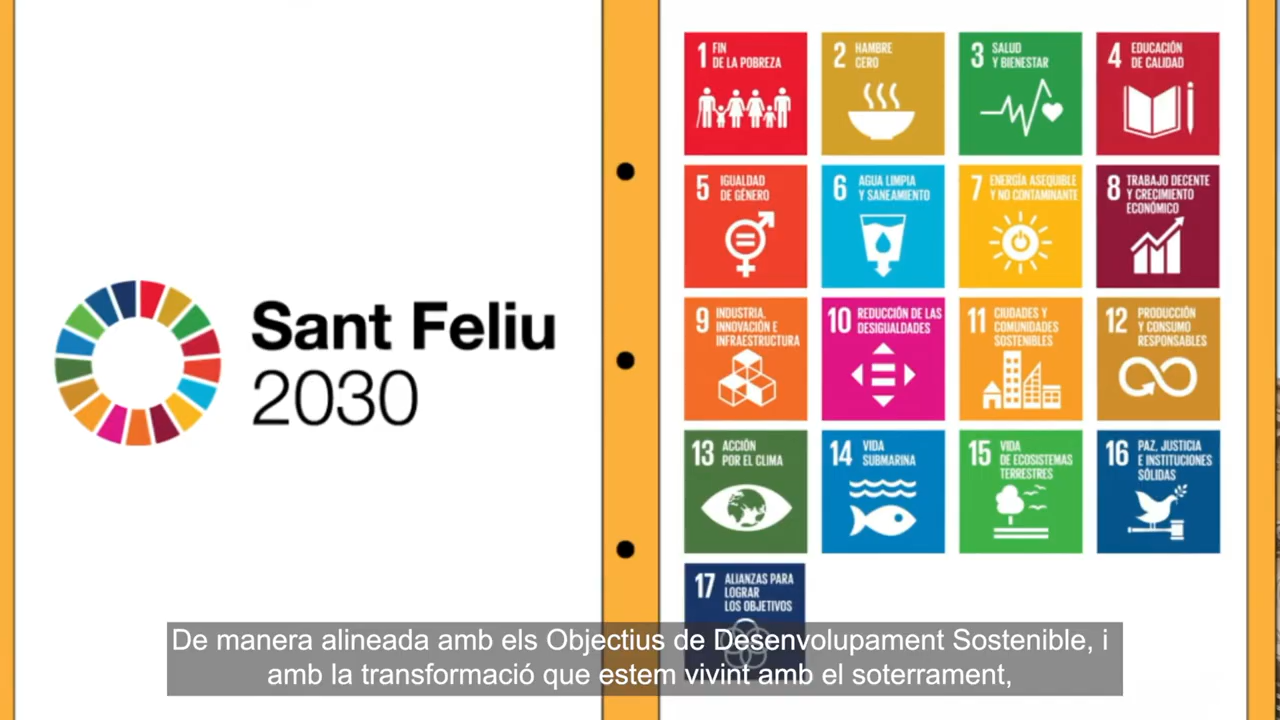 Sant Feliu
2030
1 FIN
DE LA POBREZA
2 HAMBRE
CERO
3 SALUD
Y BIENESTAR
4 EDUCACIÓN
DE CALIDAD
5 IGUALDAD
DE GÉNERO
6 AGUA LIMPIA
Y SANEAMIENTO
7 ENERGÍA ASEQUIBLE
Y NO CONTAMINANTE
8 TRABAJO DECENTE
Y CRECIMIENTO
ECONÓMICO
9 INDUSTRIA,
INNOVACIÓN E
INFRAESTRUCTURA
10 REDUCCIÓN DE LAS
DESIGUALDADES
11 CIUDADES Y
COMUNIDADES
SOSTENIBLES
12 PRODUCCIÓN
Y CONSUMO
RESPONSABLES
13 ACCIÓN
POR EL CLIMA
14 VIDA
SUBMARINA
15 VIDA
DE ECOSISTEMAS
TERRESTRES
16 PAZ, JUSTICIA
E INSTITUCIONES
SÓLIDAS
17 ALIANZAS PARA
LOGRAR
LOS OBJETIVOS
De manera alineada amb els Objectius de Desenvolupament Sostenible, i
amb la transformació que estem vivint amb el soterrament,